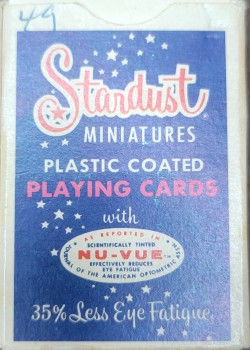 49
Stardust
MINIATURES
PLASTIC COATED
PLAYING CARDS
with
AS REPORTED IN
SCIENTIFICALLY TINTED
NU-VUE
EFFECTIVELY REDUCES
EYE FATIGUE
JOURNAL OF THE AMERICAN OPTOMETRIC
35% Less Eye Fatigue